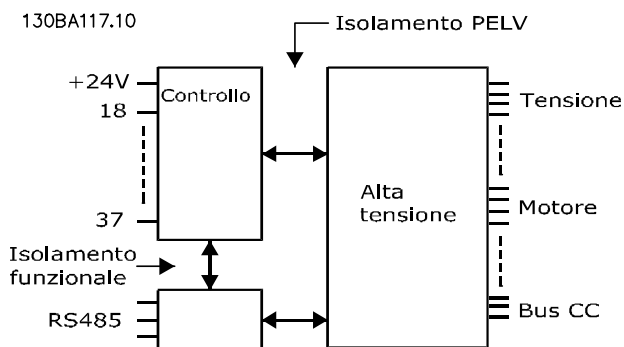 130BA117.10
Isolamento PELV
+24V
Controllo
18
Tensione
37
Alta
tensione
Motore
Isolamento
funzionale
RS485
Bus CC